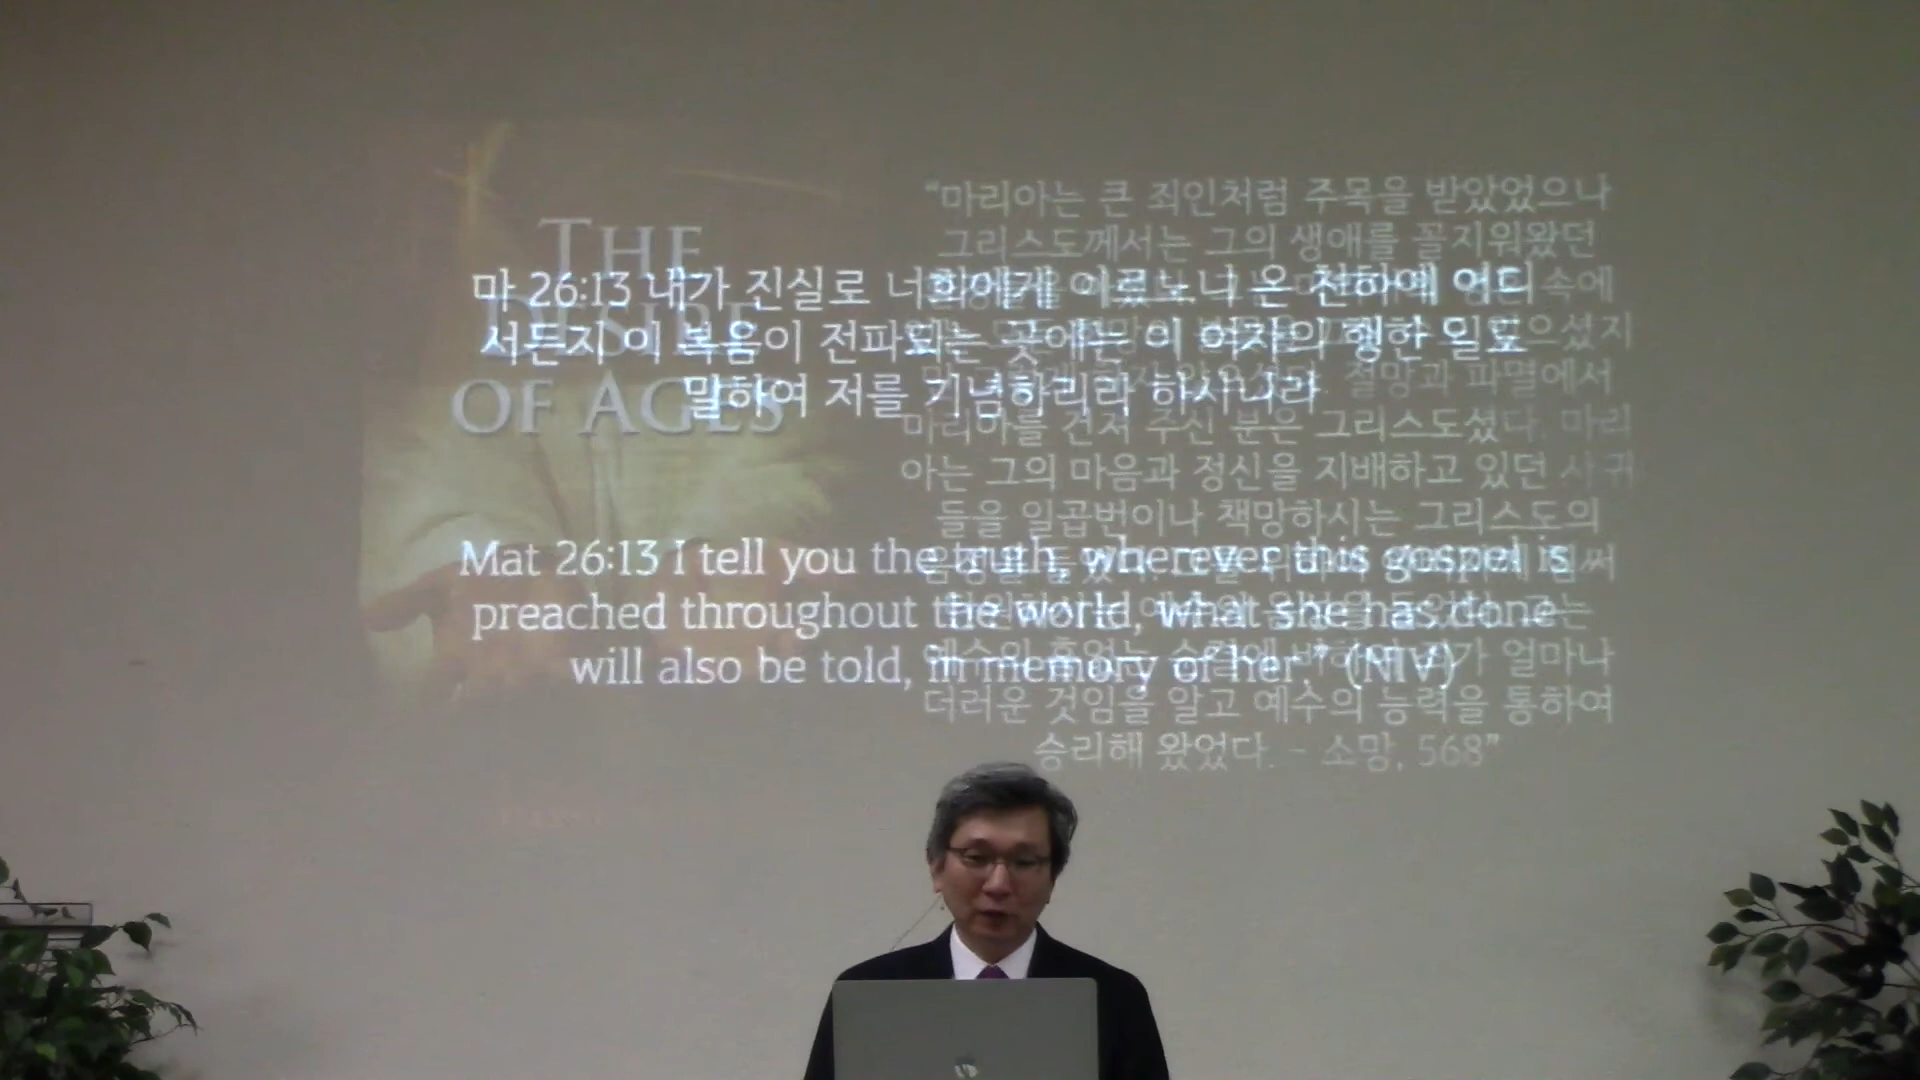 THE
DESIRE
OF AGES
마 26:13 내가 진실로 너희에게 이르노니 온 천하에 어디
서든지 이 복음이 전파되는 곳에는 이 여자의 행한 일도
말하여 저를 기념하리라 하시니라
Mat 26:13 I tell you the truth, wherever this gospel is
preached throughout the world, what she has done
will also be told, in memory of her." (NIV)
“마리아는 큰 죄인처럼 주목을 받았었으나
그리스도께서는 그의 생애를 꼴지워왔던
속에
절망과 파멸에서
마리아를 건져 주신 분은 그리스도셨다. 마리
아는 그의 마음과 정신을 지배하고 있던 사귀
들을 일곱번이나 책망하시는 그리스도의
얼마나
더러운 것임을 알고 예수의 능력을 통하여
승리해 왔었다. - 소망, 568”